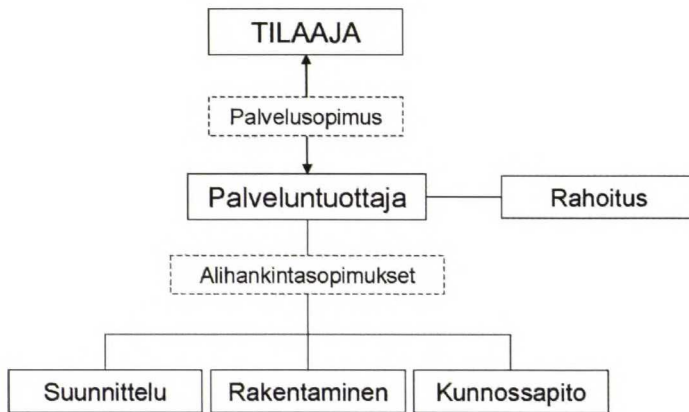 TILAAJA
Palvelusopimus
Palveluntuottaja
Rahoitus
Alihankintasopimukset
Suunnittelu
Rakentaminen
Kunnossapito